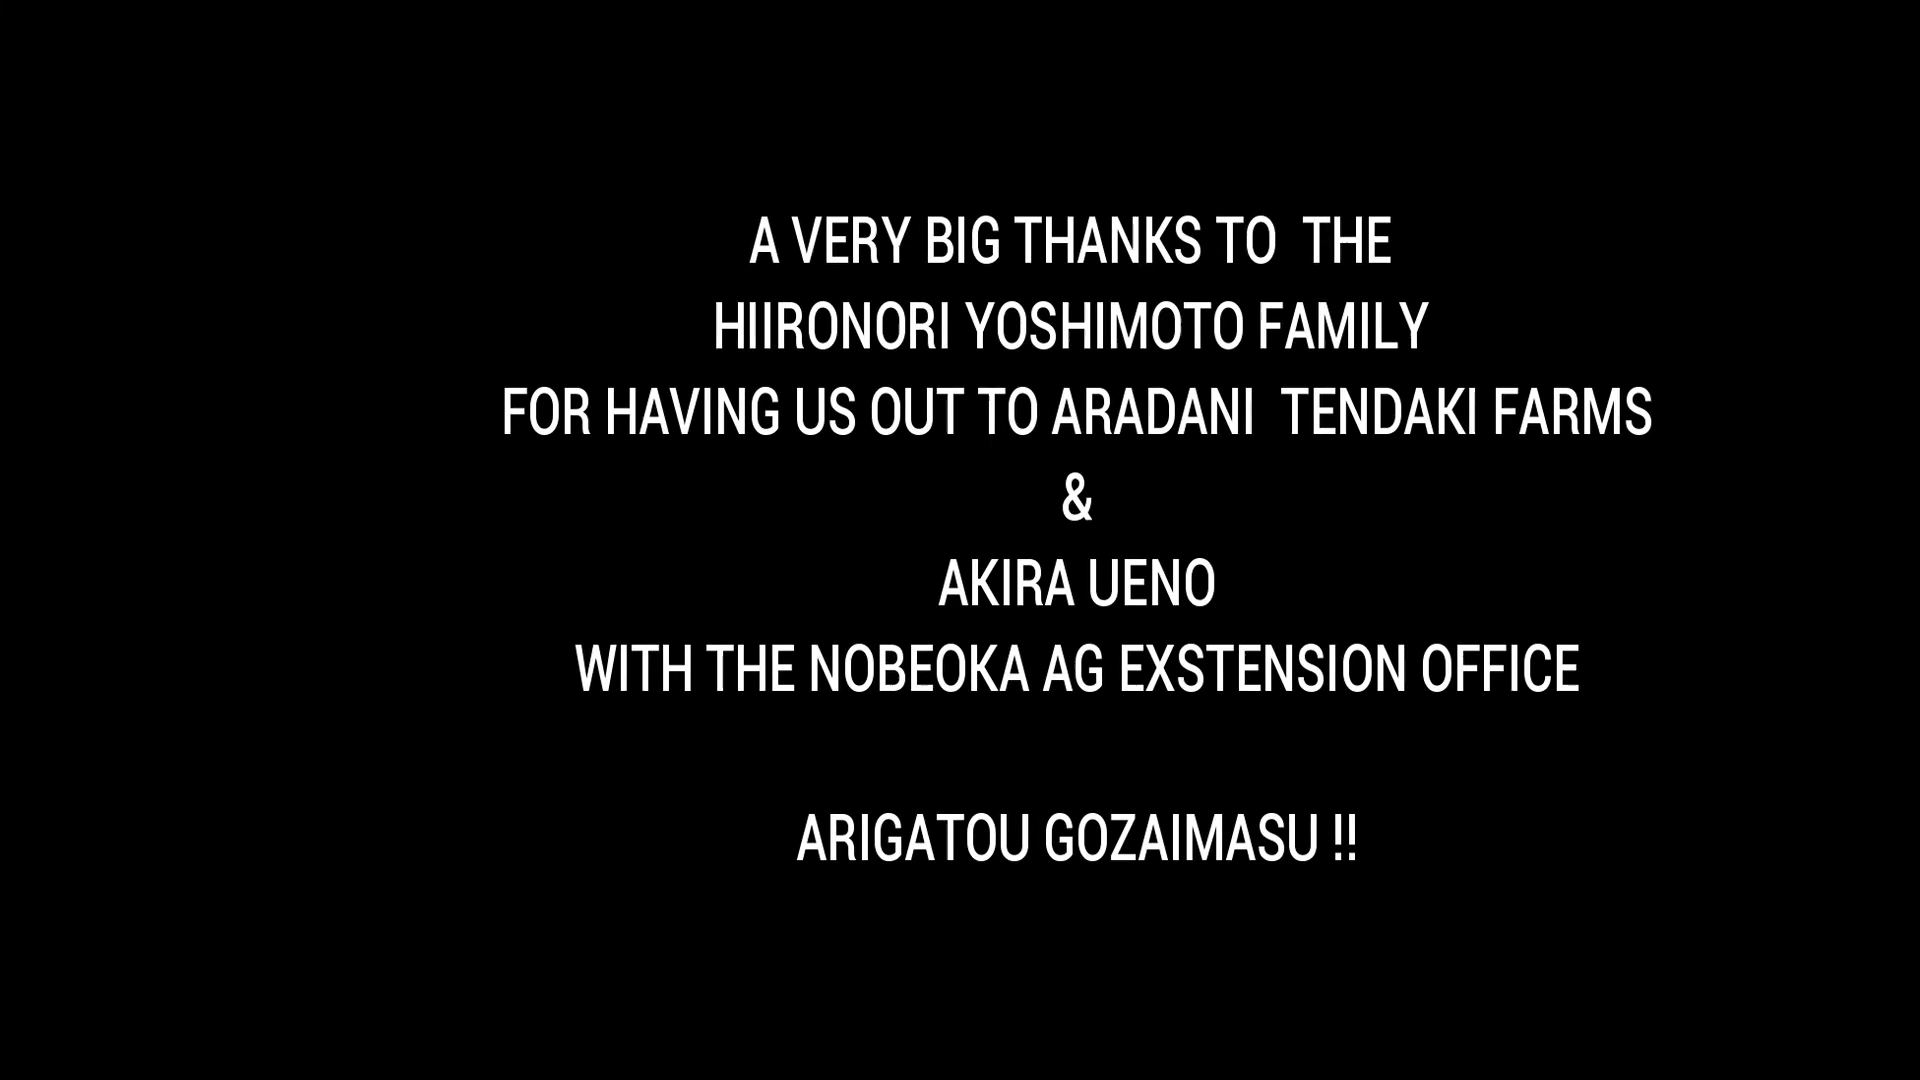 A VERY BIG THANKS TO  THE
HIIRONORI YOSHIMOTO FAMILY
FOR HAVING US OUT TO ARADANI  TENDAKI FARMS
&
AKIRA UENO
WITH THE NOBEOKA AG EXSTENSION OFFICE
ARIGATOU GOZAIMASU !!